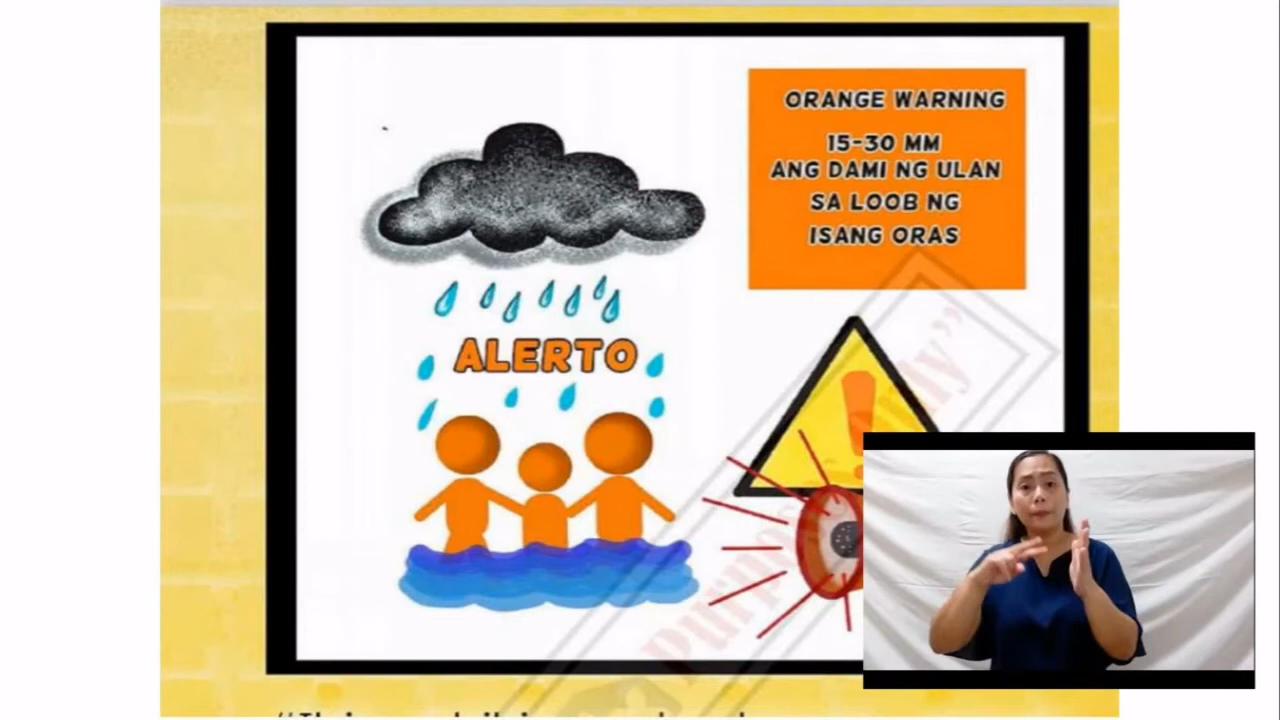 ORANGE WARNING
15-30 MM
ANG DAMI NG ULAN
SA LOOB NG
ISANG ORAS
ALERTO